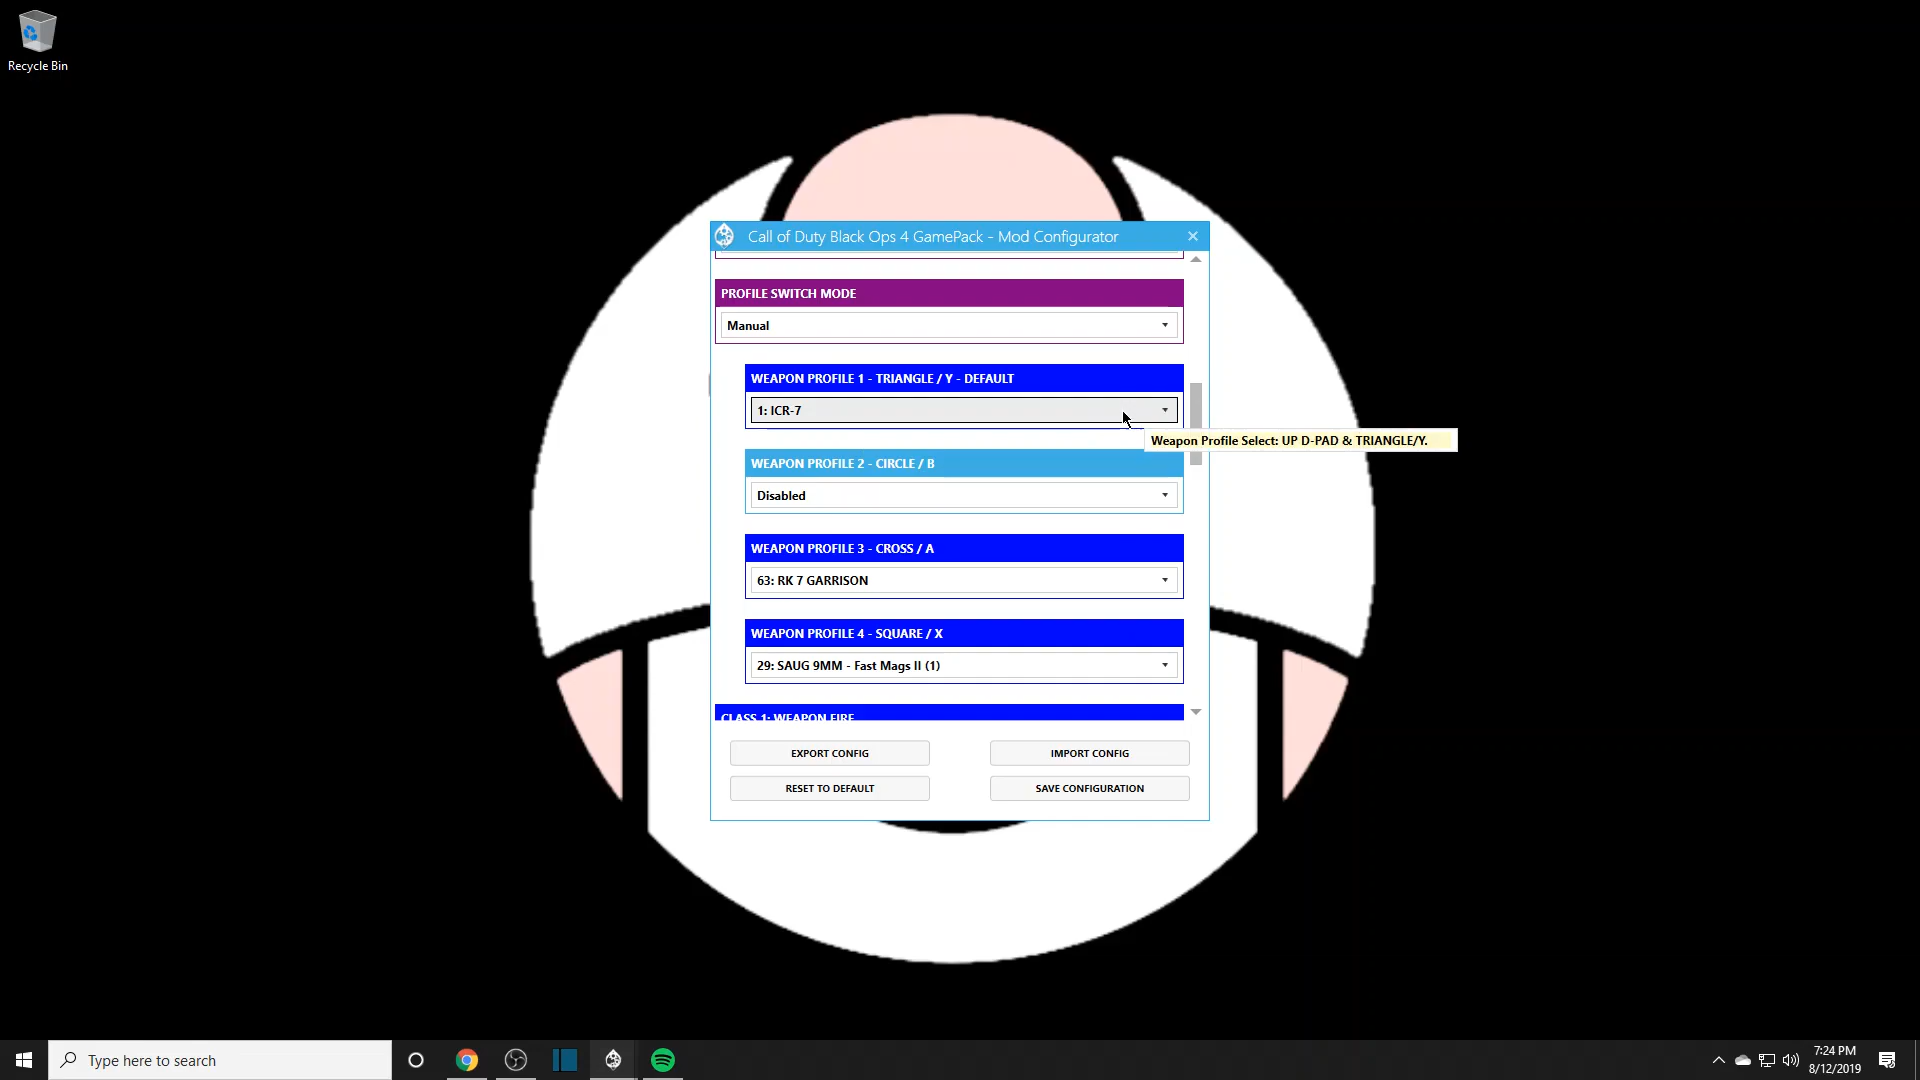 Recycle Bin
Call of Duty Black Ops 4 GamePack - Mod Configurator
PROFILE SWITCH MODE
Manual
WEAPON PROFILE 1 - TRIANGLE / Y - DEFAULT
1: ICR-7
Weapon Profile Select: UP D-PAD & TRIANGLE/Y.
WEAPON PROFILE 2 - CIRCLE / B
Disabled
WEAPON PROFILE 3 - CROSS / A
63: RK 7 GARRISON
WEAPON PROFILE 4 - SQUARE / X
29: SAUG 9MM - Fast Mags II (1)
CLASS 1: WEAPON FIRE
EXPORT CONFIG
IMPORT CONFIG
RESET TO DEFAULT
SAVE CONFIGURATION
Type here to search
7:24 PM
8/12/2019